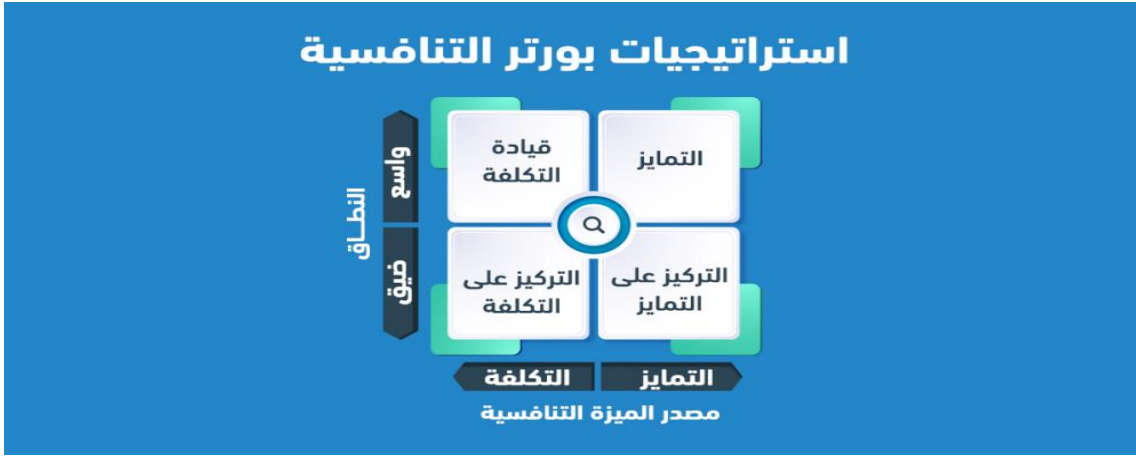 استراتيجيات بورتر التنافسية
التمايز
قيادة
التكلفة
واسع
النطــاق
ضيق
التركيز على
التمايز
التركيز على
التكلفة
التمايز
التكلفة
مصدر الميزة التنافسية